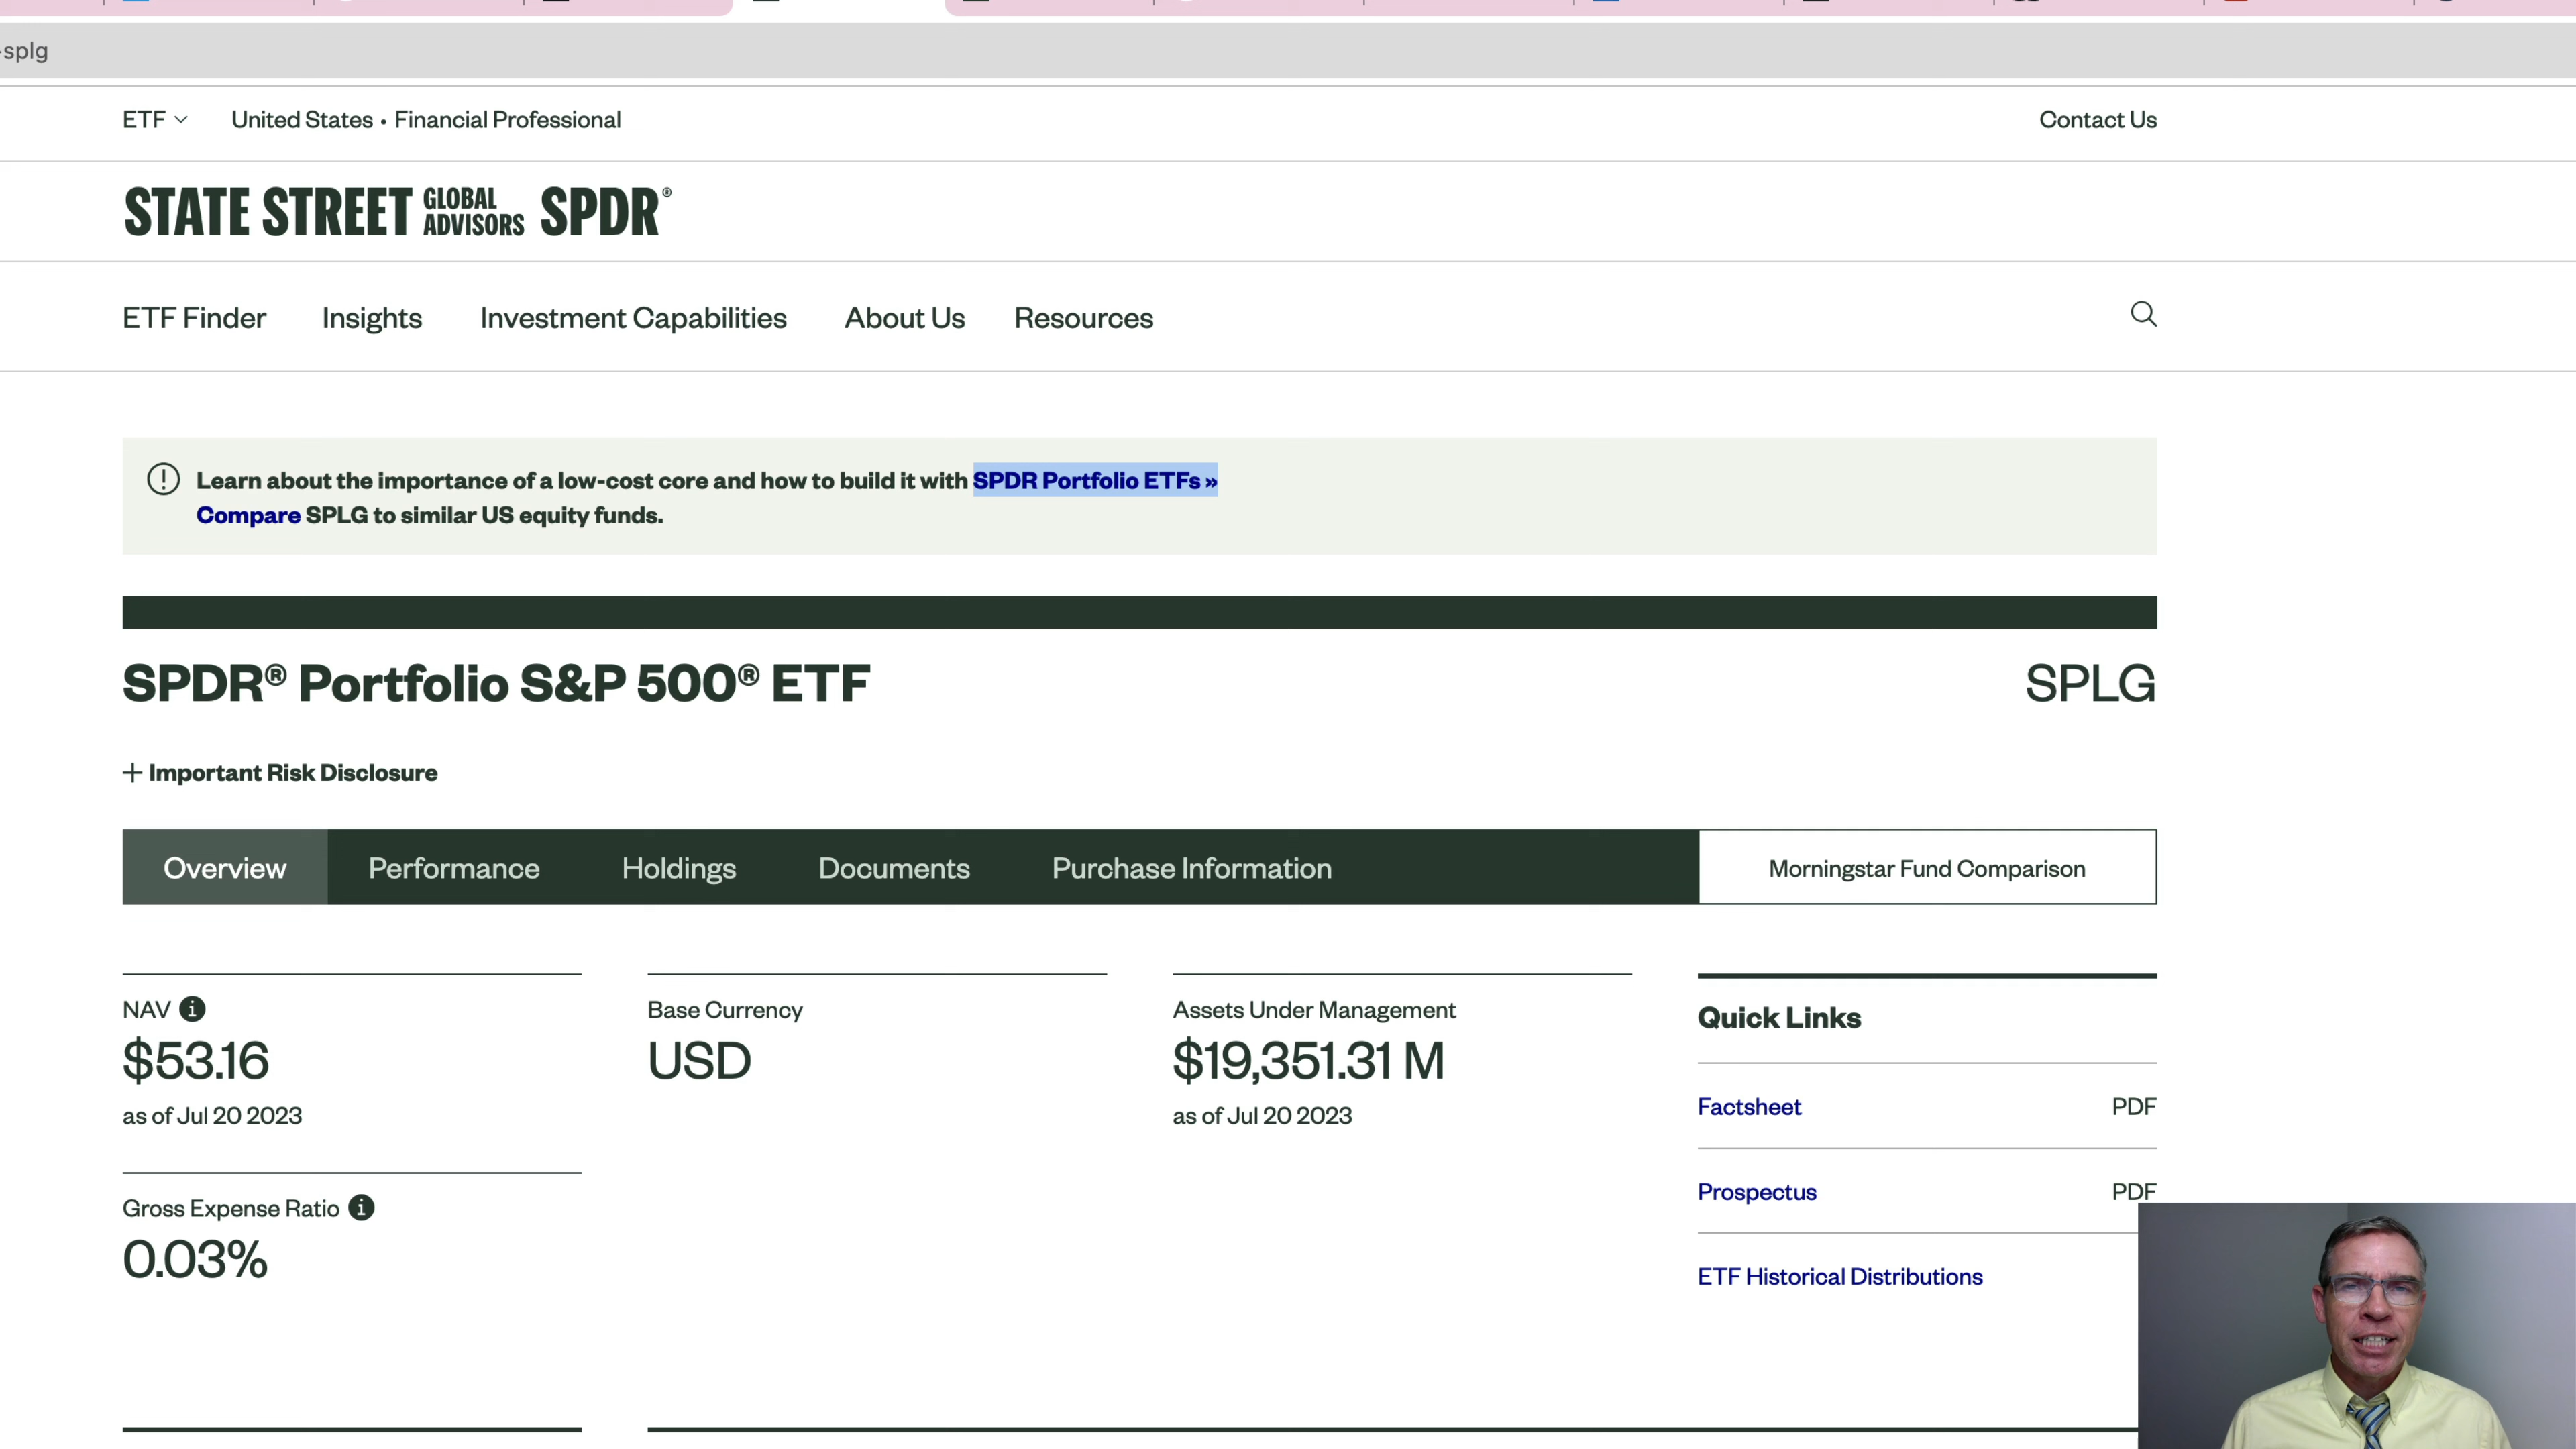 -splg
ETF
United States • Financial Professional
Contact Us
STATE STREET GLOBAL ADVISORS SPDR®
ETF Finder
Insights
Investment Capabilities
About Us
Resources
Learn about the importance of a low-cost core and how to build it with SPDR Portfolio ETFs »
Compare SPLG to similar US equity funds.
SPDR® Portfolio S&P 500® ETF
SPLG
Important Risk Disclosure
Overview
Performance
Holdings
Documents
Purchase Information
Morningstar Fund Comparison
NAV
$53.16
as of Jul 20 2023
Base Currency
USD
Assets Under Management
$19,351.31 M
as of Jul 20 2023
Gross Expense Ratio
0.03%
Quick Links
Factsheet PDF
Prospectus PDF
ETF Historical Distributions